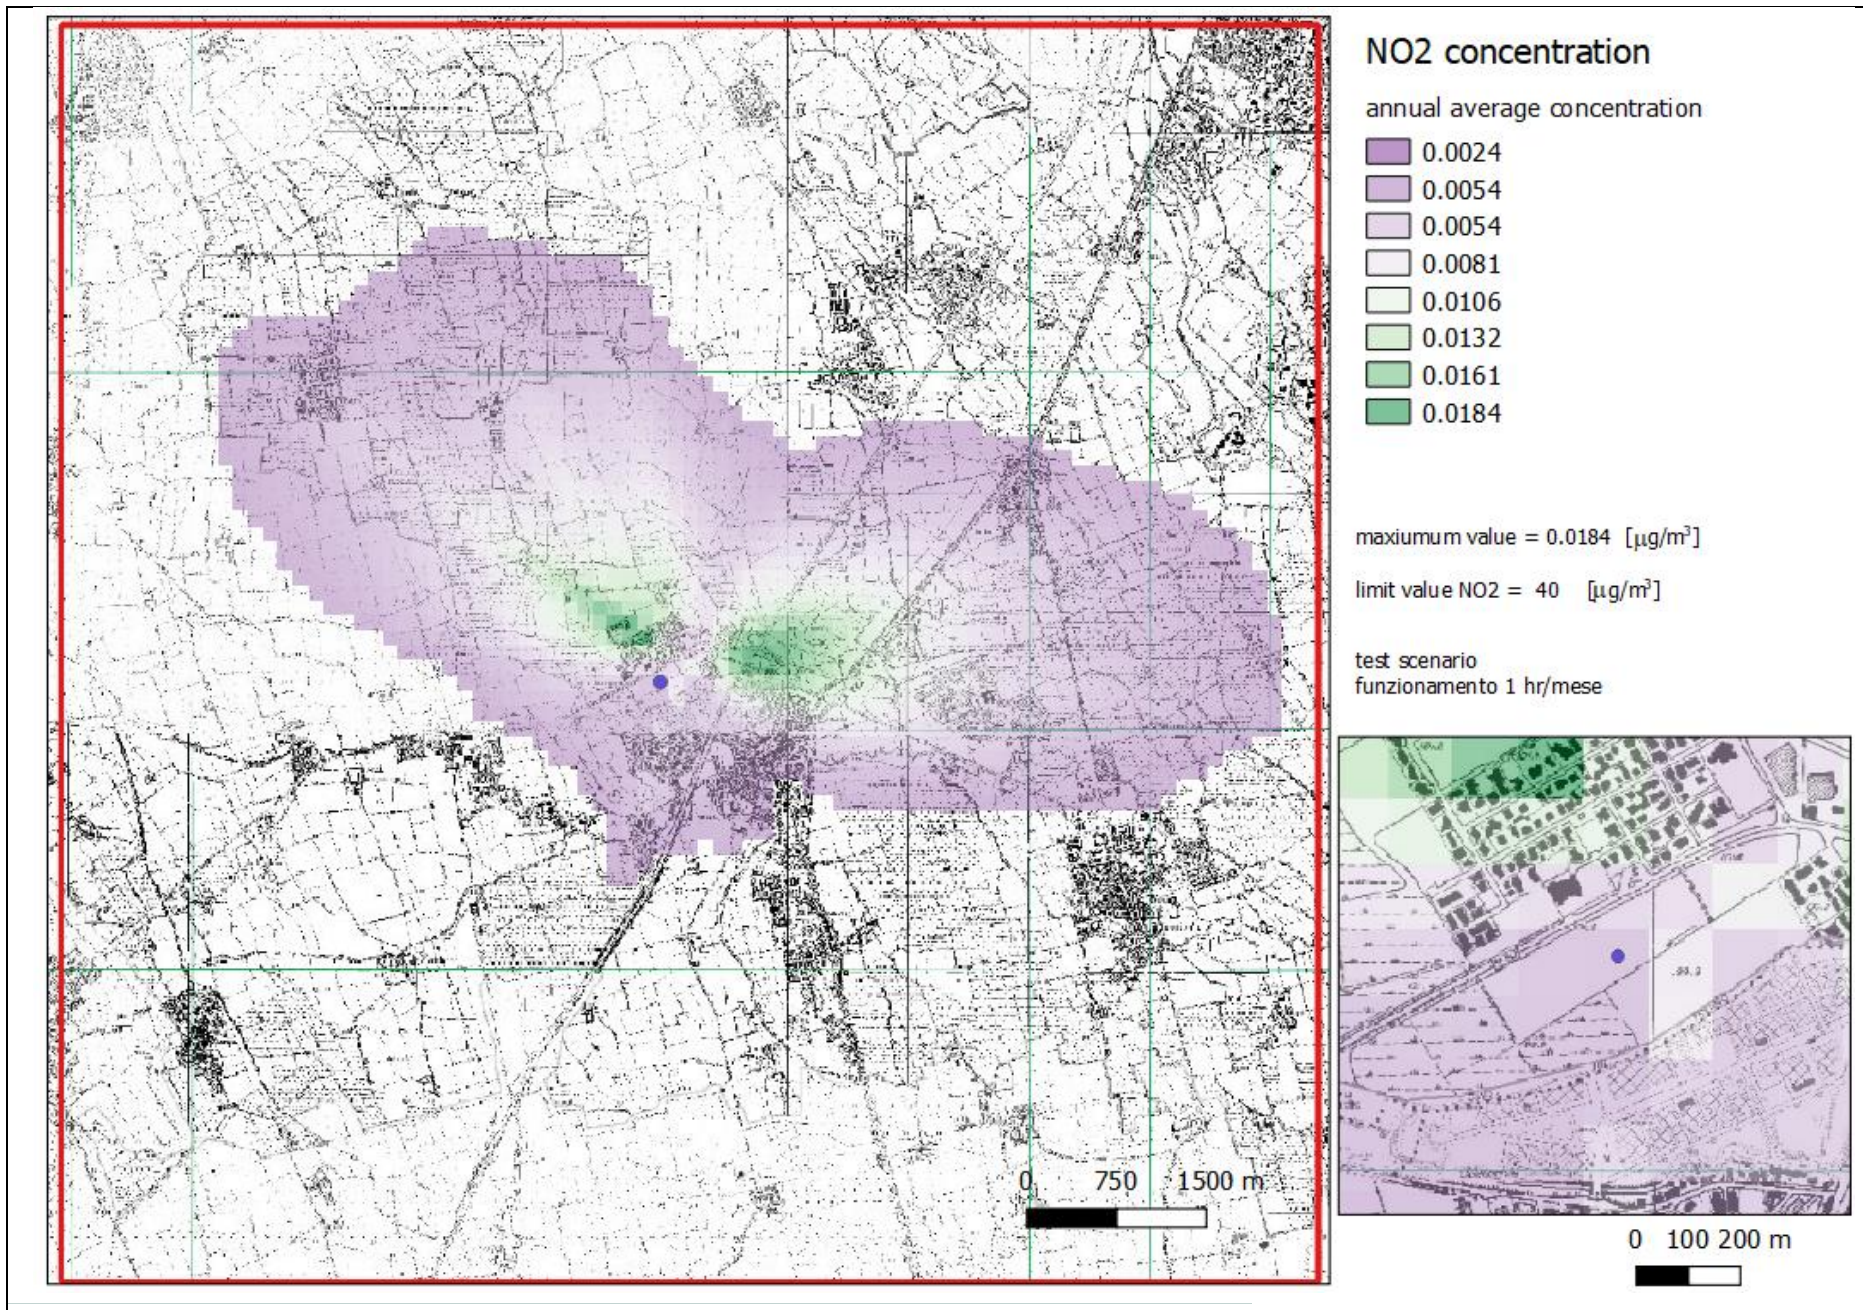 NO2 concentration
annual average concentration
0.0024
0.0054
0.0054
0.0081
0.0106
0.0132
0.0161
0.0184
maxiumum value = 0.0184 [µg/m³]
limit value NO2 = 40 [µg/m³]
test scenario
funzionamento 1 hr/mese
0 750 1500 m
0 100 200 m